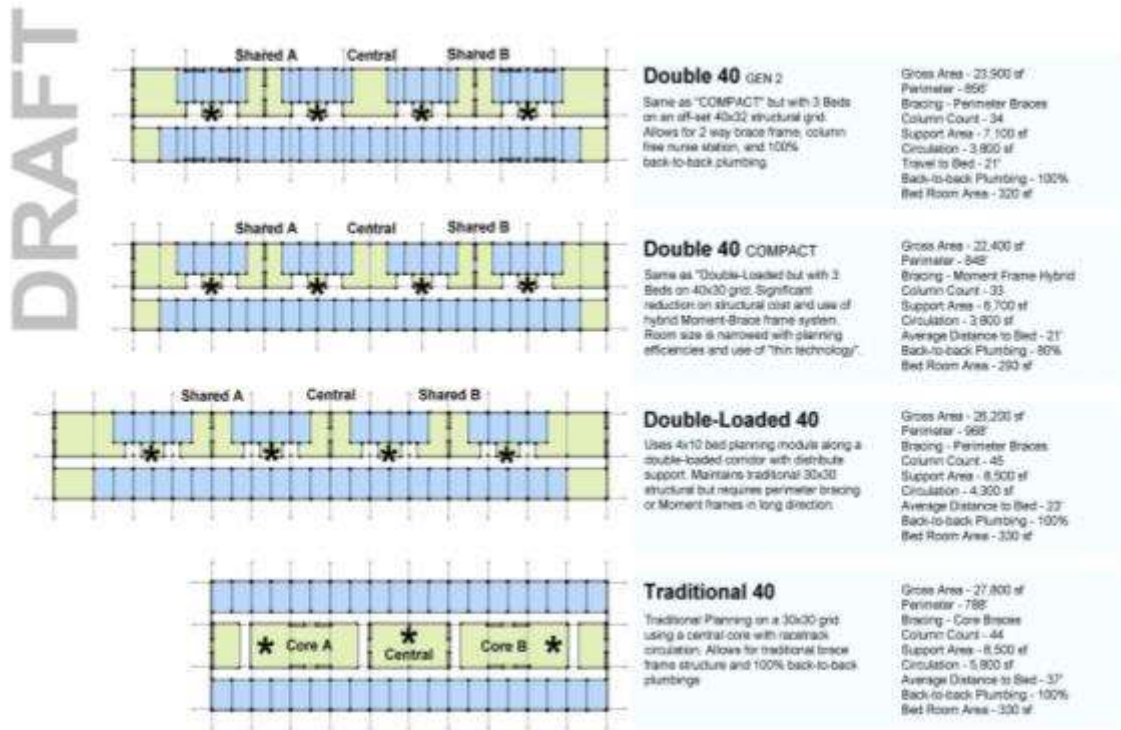 DRAFT
Shared A Central Shared B
Double 40 GEN 2
Same as "COMPACT" but with 3 Beds
on an off-set 40x32 structural grid.
Allows for 2 way brace frame, column
free nurse station, and 100%
back-to-back plumbing.
Gross Area - 23,900 sf
Perimeter - 856'
Bracing - Perimeter Braces
Column Count - 34
Support Area - 7,100 sf
Circulation - 3,800 sf
Travel to Bed - 21'
Back-to-back Plumbing - 100%
Bed Room Area - 320 sf
Shared A Central Shared B
Double 40 COMPACT
Same as "Double-Loaded but with 3
Beds on 40x30 grid. Significant
reduction on structural cost and use of
hybrid Moment-Brace frame system.
Room size is narrowed with planning
efficiencies and use of "thin technology".
Gross Area - 22,400 sf
Perimeter - 848'
Bracing - Moment Frame Hybrid
Column Count - 33
Support Area - 6,700 sf
Circulation - 3,800 sf
Average Distance to Bed - 21'
Back-to-back Plumbing - 80%
Bed Room Area - 293 sf
Shared A Central Shared B
Double-Loaded 40
Uses 4x10 bed planning module along a
double-loaded corridor with distribute
support. Maintains traditional 30x30
structural but requires perimeter bracing
or Moment frames in long direction.
Gross Area - 26,200 sf
Perimeter - 968'
Bracing - Perimeter Braces
Column Count - 45
Support Area - 8,500 sf
Circulation - 4,300 sf
Average Distance to Bed - 23'
Back-to-back Plumbing - 100%
Bed Room Area - 330 sf
Core A Central Core B
Traditional 40
Traditional Planning on a 30x30 grid
using a central core with racetrack
circulation. Allows for traditional brace
frame structure and 100% back-to-back
plumbings
Gross Area - 27,800 sf
Perimeter - 788'
Bracing - Core Braces
Column Count - 44
Support Area - 8,500 sf
Circulation - 5,800 sf
Average Distance to Bed - 37'
Back-to-back Plumbing - 100%
Bed Room Area - 330 sf